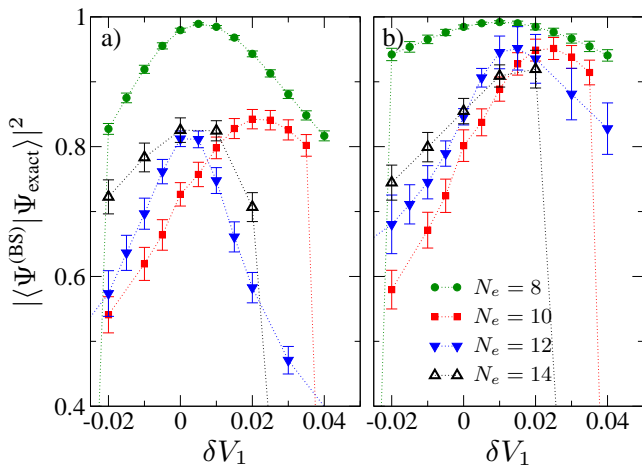 a)
b)
1
0.8
0.6
0.4
|⟨Ψ^(BS)|Ψ_exact⟩|^2
N_e = 8
N_e = 10
N_e = 12
N_e = 14
-0.02 0 0.02 0.04
-0.02 0 0.02 0.04
δV_1
δV_1